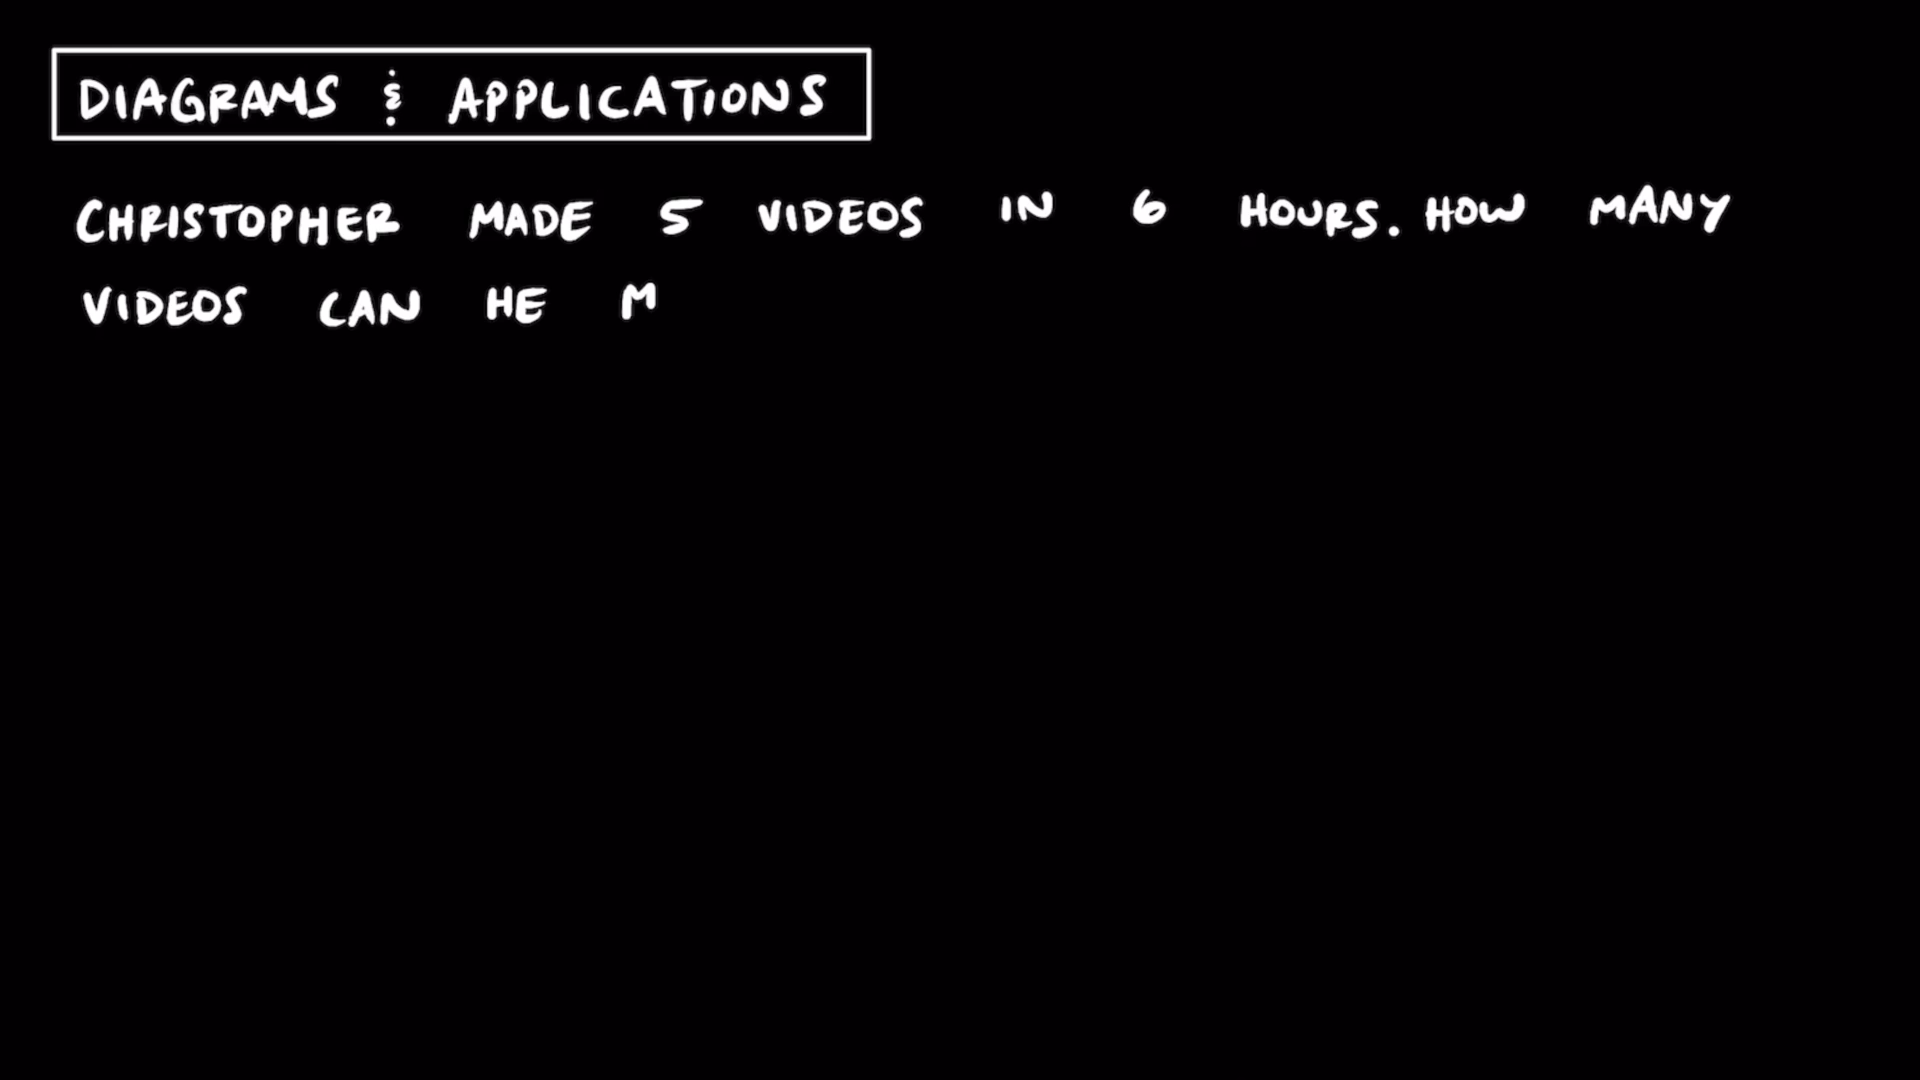 DIAGRAMS & APPLICATIONS
CHRISTOPHER MADE 5 VIDEOS IN 6 HOURS. HOW MANY
VIDEOS CAN HE M